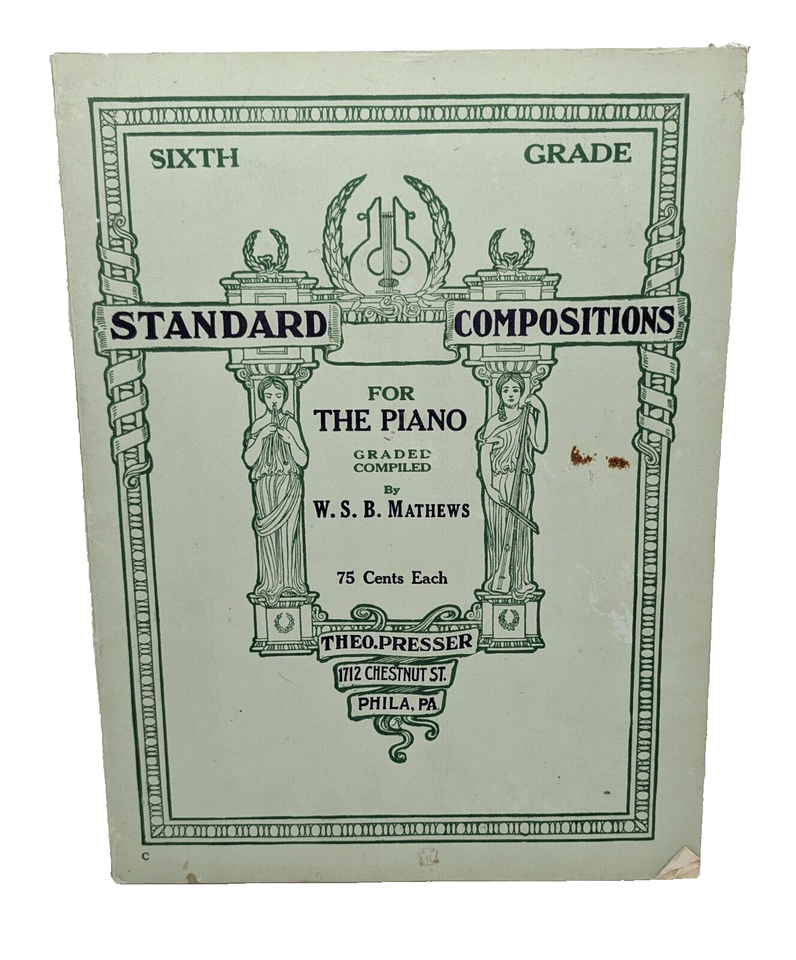 SIXTH GRADE
STANDARD COMPOSITIONS
FOR
THE PIANO
GRADED
COMPILED
By
W. S. B. MATHEWS
75 Cents Each
THEO. PRESSER
1712 CHESTNUT ST.
PHILA, PA
C